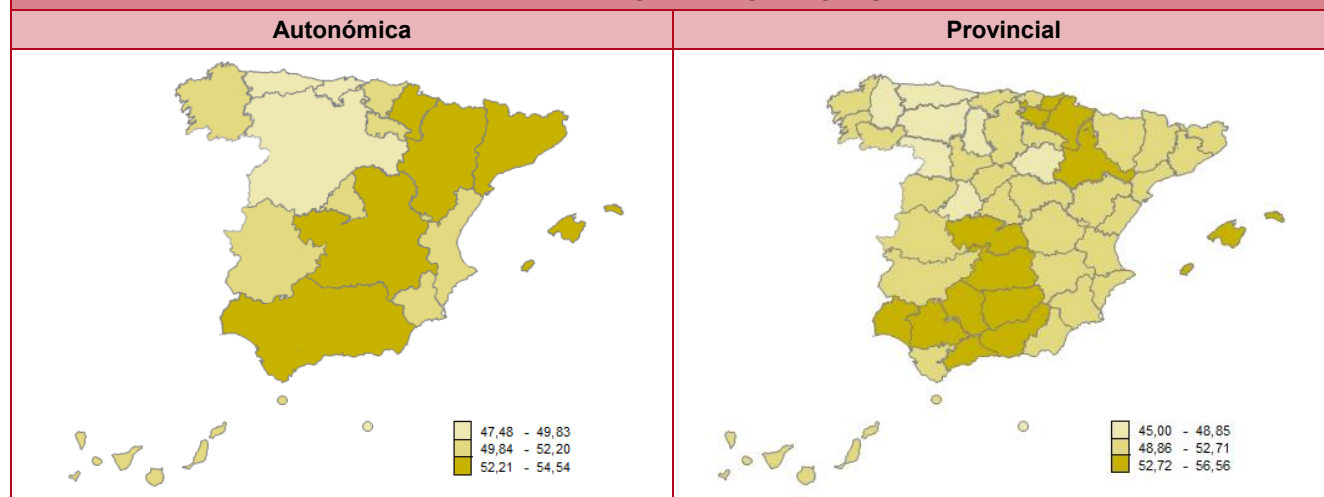 Autonómica
Provincial
47,48 - 49,83
49,84 - 52,20
52,21 - 54,54
45,00 - 48,85
48,86 - 52,71
52,72 - 56,56